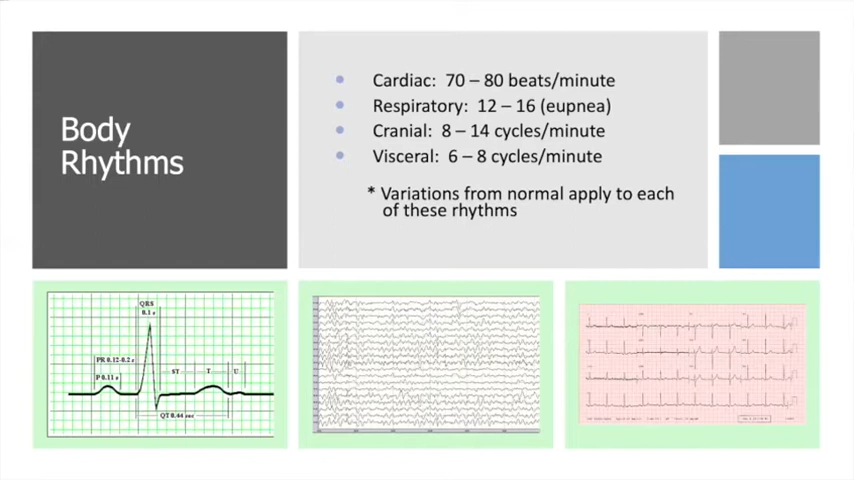 Body
Rhythms
Cardiac: 70 – 80 beats/minute
Respiratory: 12 – 16 (eupnea)
Cranial: 8 – 14 cycles/minute
Visceral: 6 – 8 cycles/minute
* Variations from normal apply to each
of these rhythms
QRS
0.1 s
PR 0.12-0.2 s
P 0.11 s
ST
T
U
QT 0.44 sec